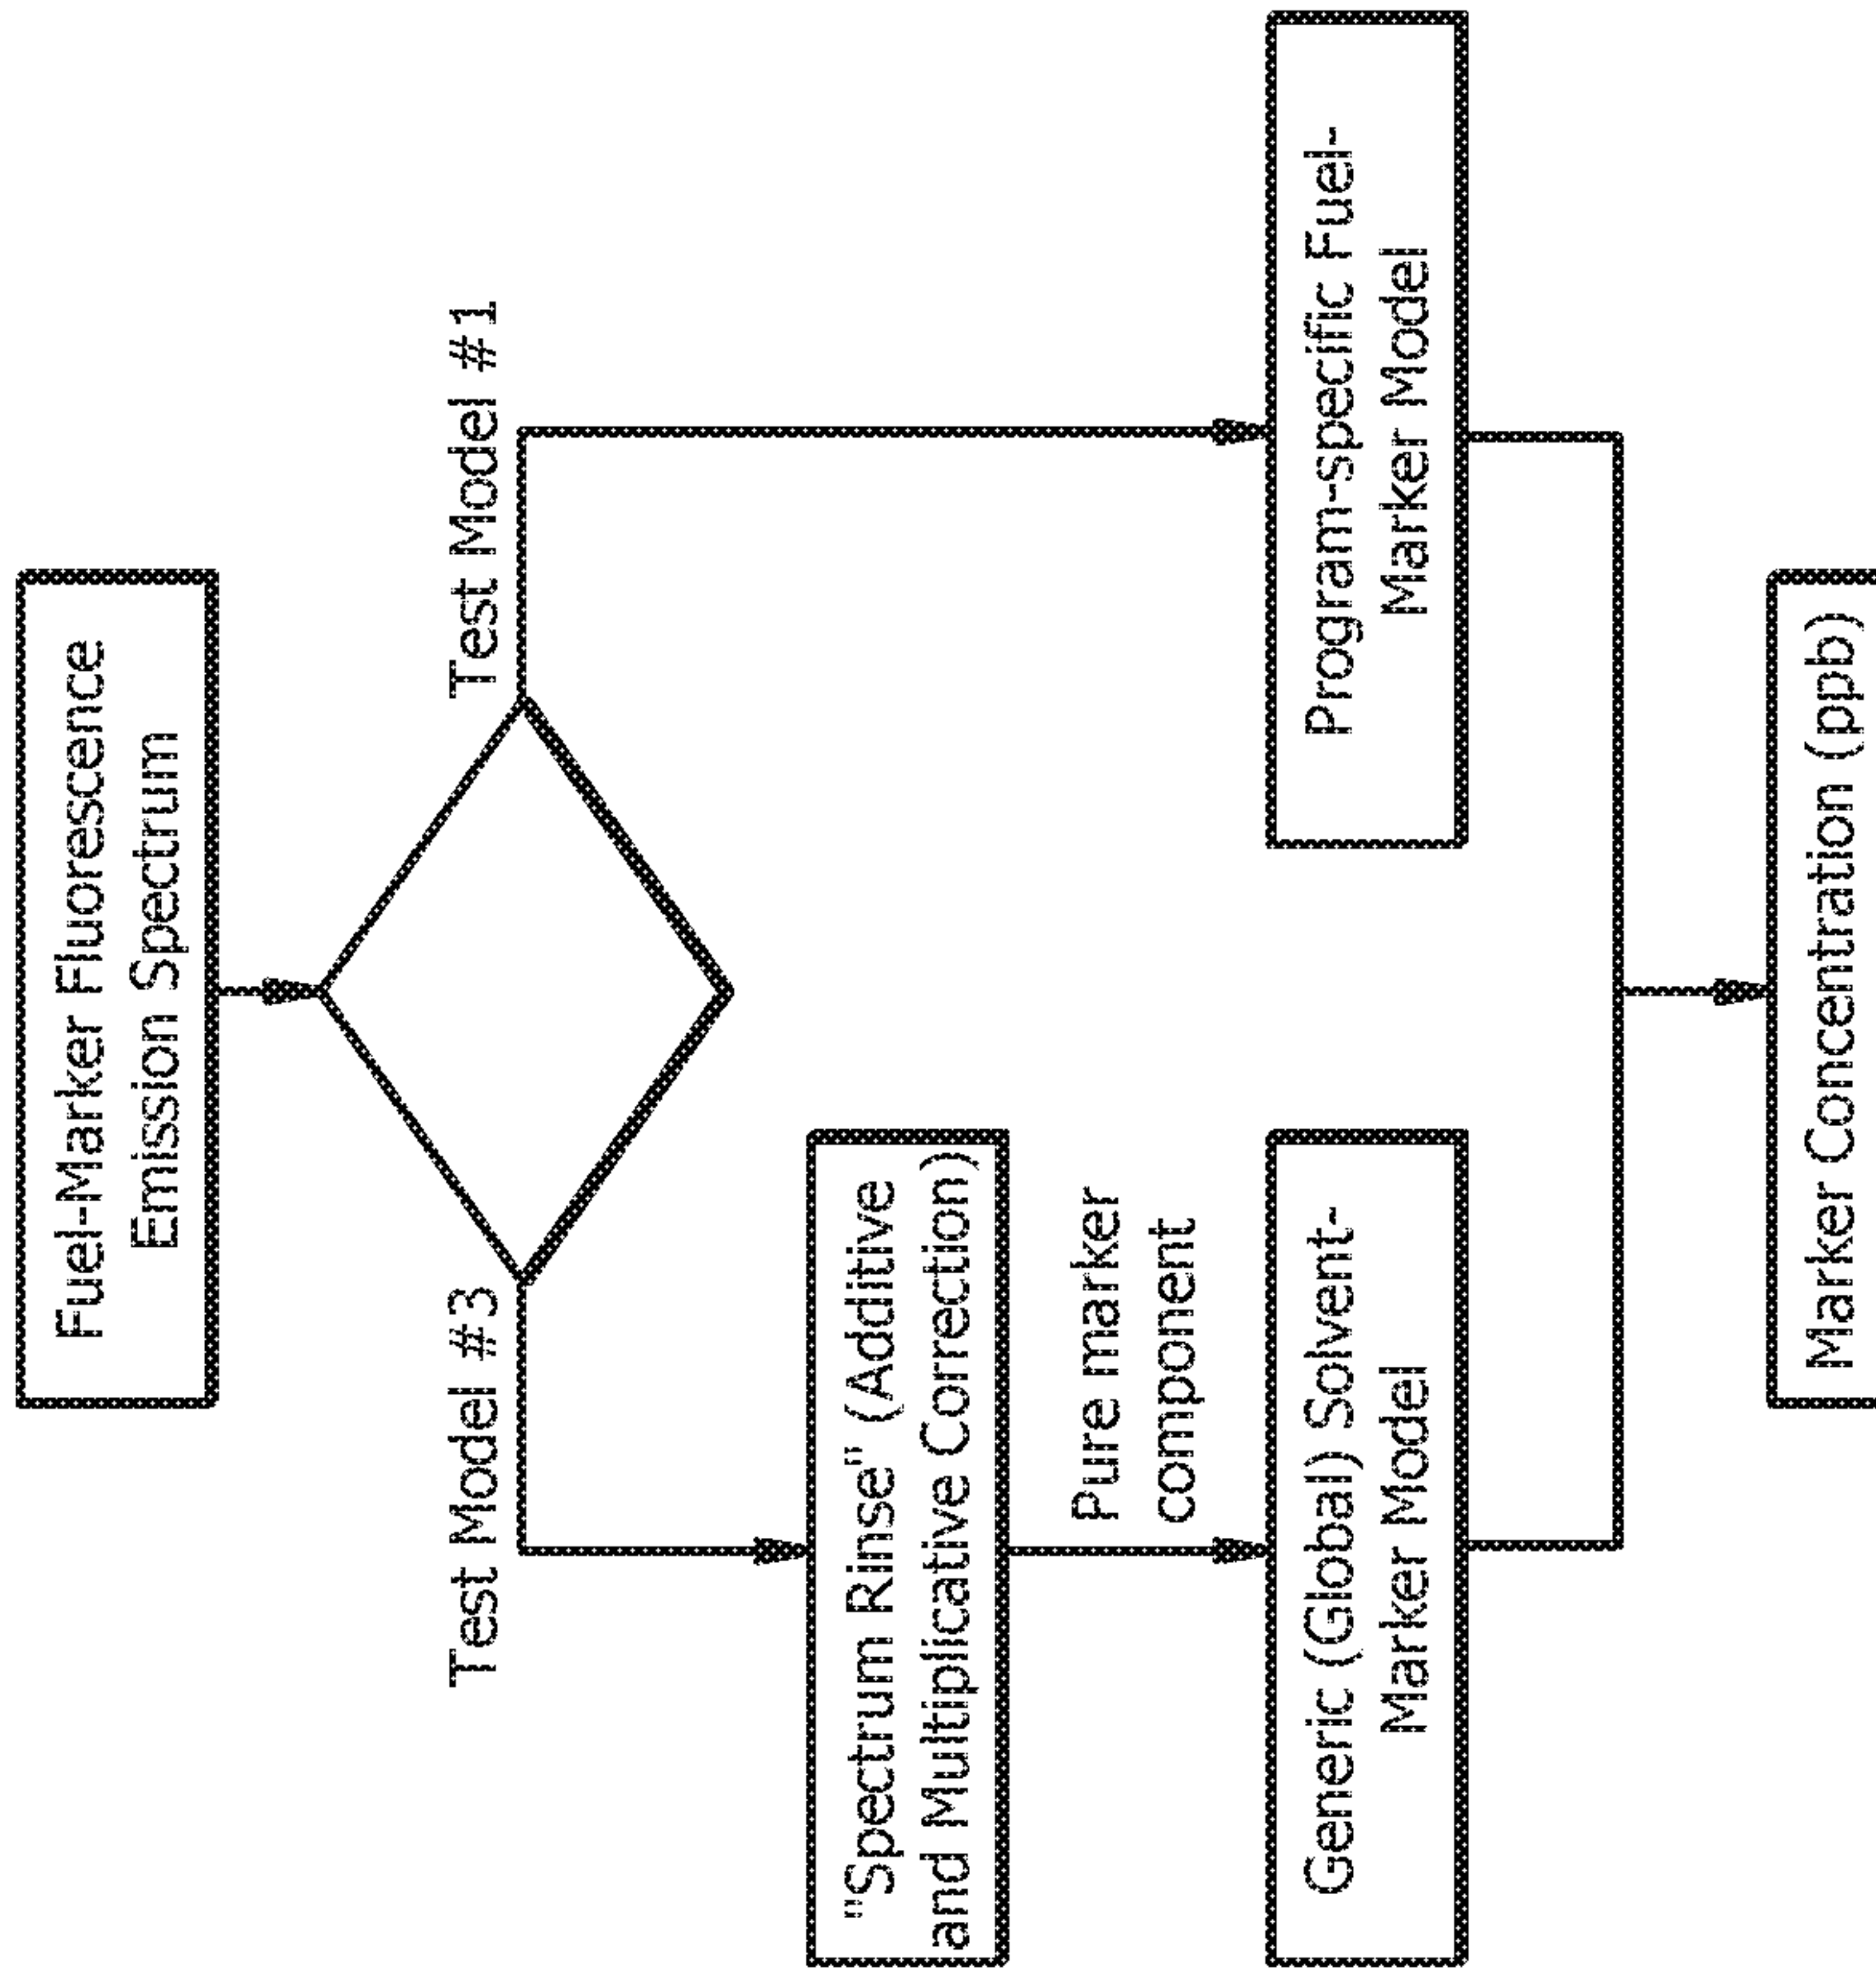 Fuel-Marker Fluorescence
Emission Spectrum
Test Model #3
Test Model #1
"Spectrum Rinse" (Additive
and Multiplicative Correction)
Pure marker
component
Generic (Global) Solvent-
Marker Model
Program-specific Fuel-
Marker Model
Marker Concentration (ppb)